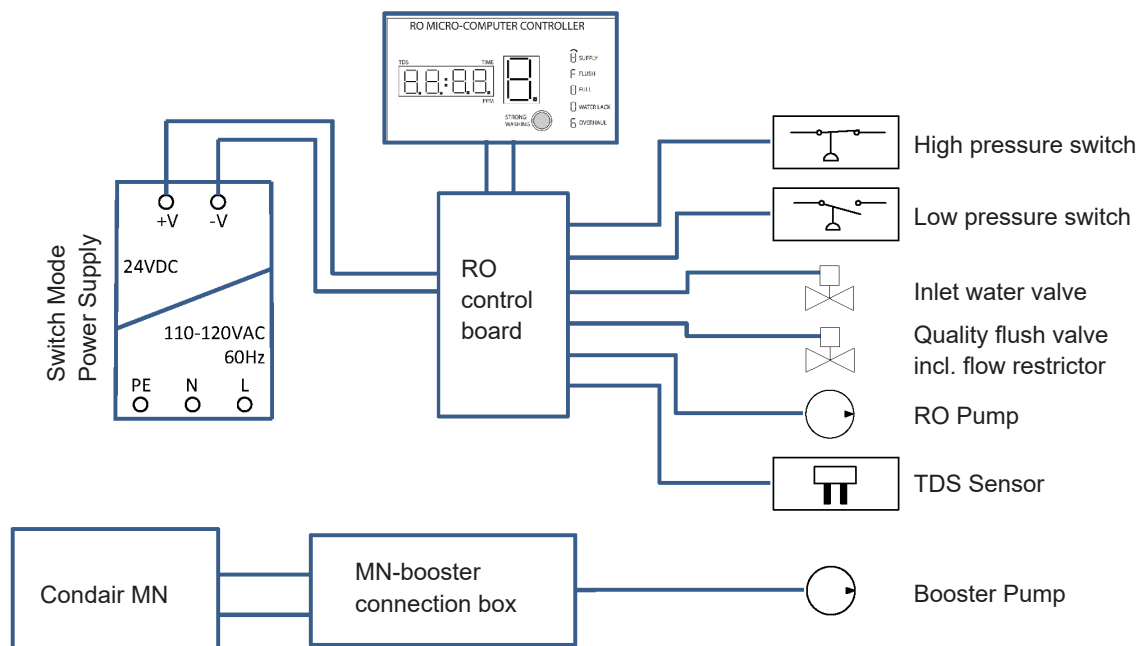 RO MICRO-COMPUTER CONTROLLER
TDS TIME
PPM
SUPPLY
FLUSH
FULL
WATER LACK
OVERHAUL
STRONG
WASHING
Switch Mode
Power Supply
+V -V
24VDC
110-120VAC
60Hz
PE N L
RO
control
board
High pressure switch
Low pressure switch
Inlet water valve
Quality flush valve
incl. flow restrictor
RO Pump
TDS Sensor
Condair MN
MN-booster
connection box
Booster Pump